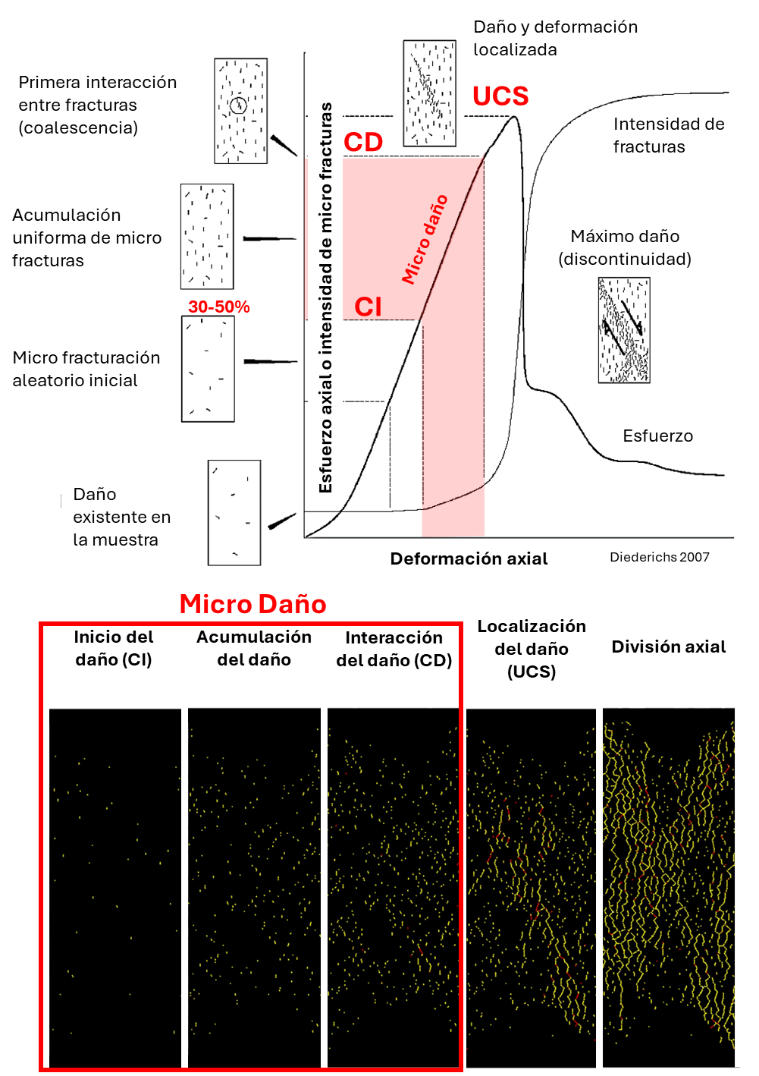 Daño y deformación
localizada
Primera interacción
entre fracturas
(coalescencia)
UCS
CD
Intensidad de
fracturas
Esfuerzo axial o intensidad de micro fracturas
Micro daño
Acumulación
uniforma de micro
fracturas
Máximo daño
(discontinuidad)
30-50%
CI
Micro fracturación
aleatorio inicial
Esfuerzo
Daño
existente en
la muestra
Deformación axial
Diederichs 2007
Micro Daño
Inicio del
daño (CI)
Acumulación
del daño
Interacción
del daño (CD)
Localización
del daño
(UCS)
División axial